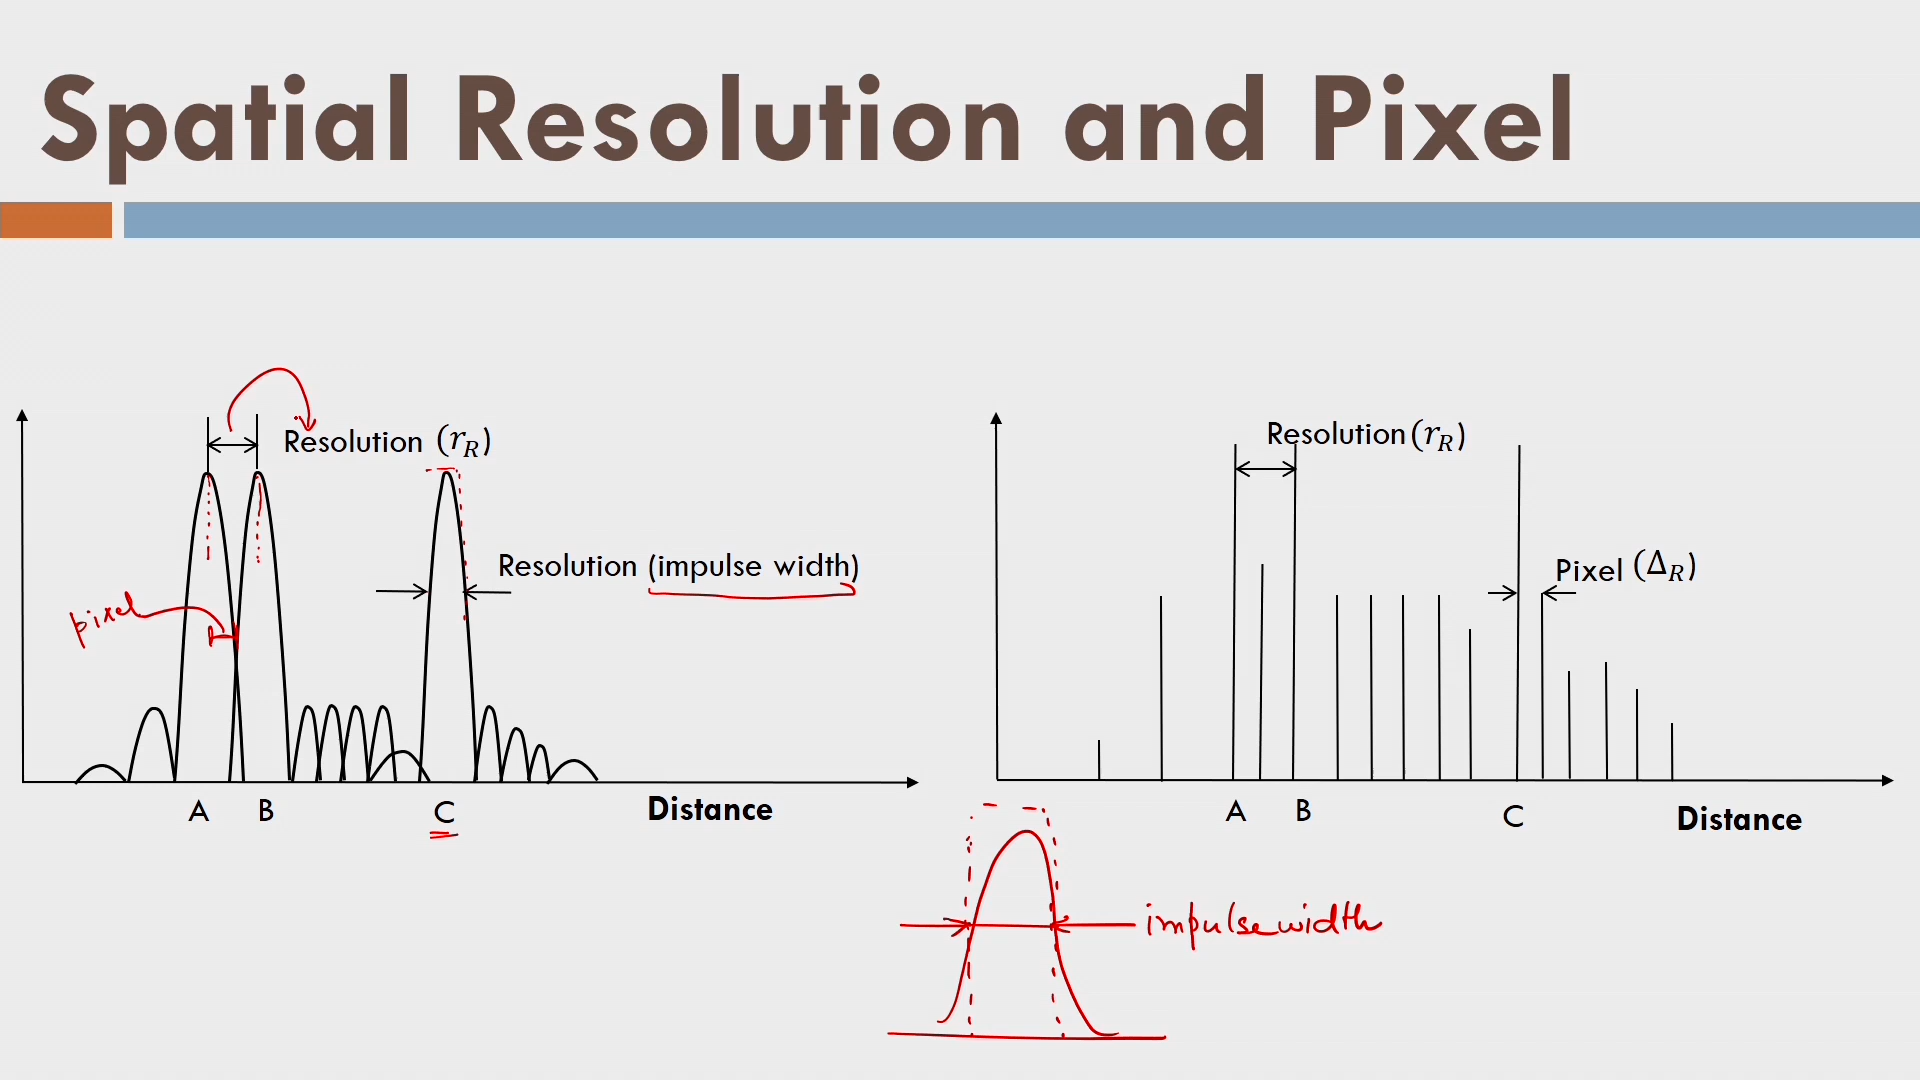 Spatial Resolution and Pixel
Resolution (r_R)
Resolution (impulse width)
pixel
A B C Distance
Resolution (r_R)
Pixel (Δ_R)
A B C Distance
impulse width